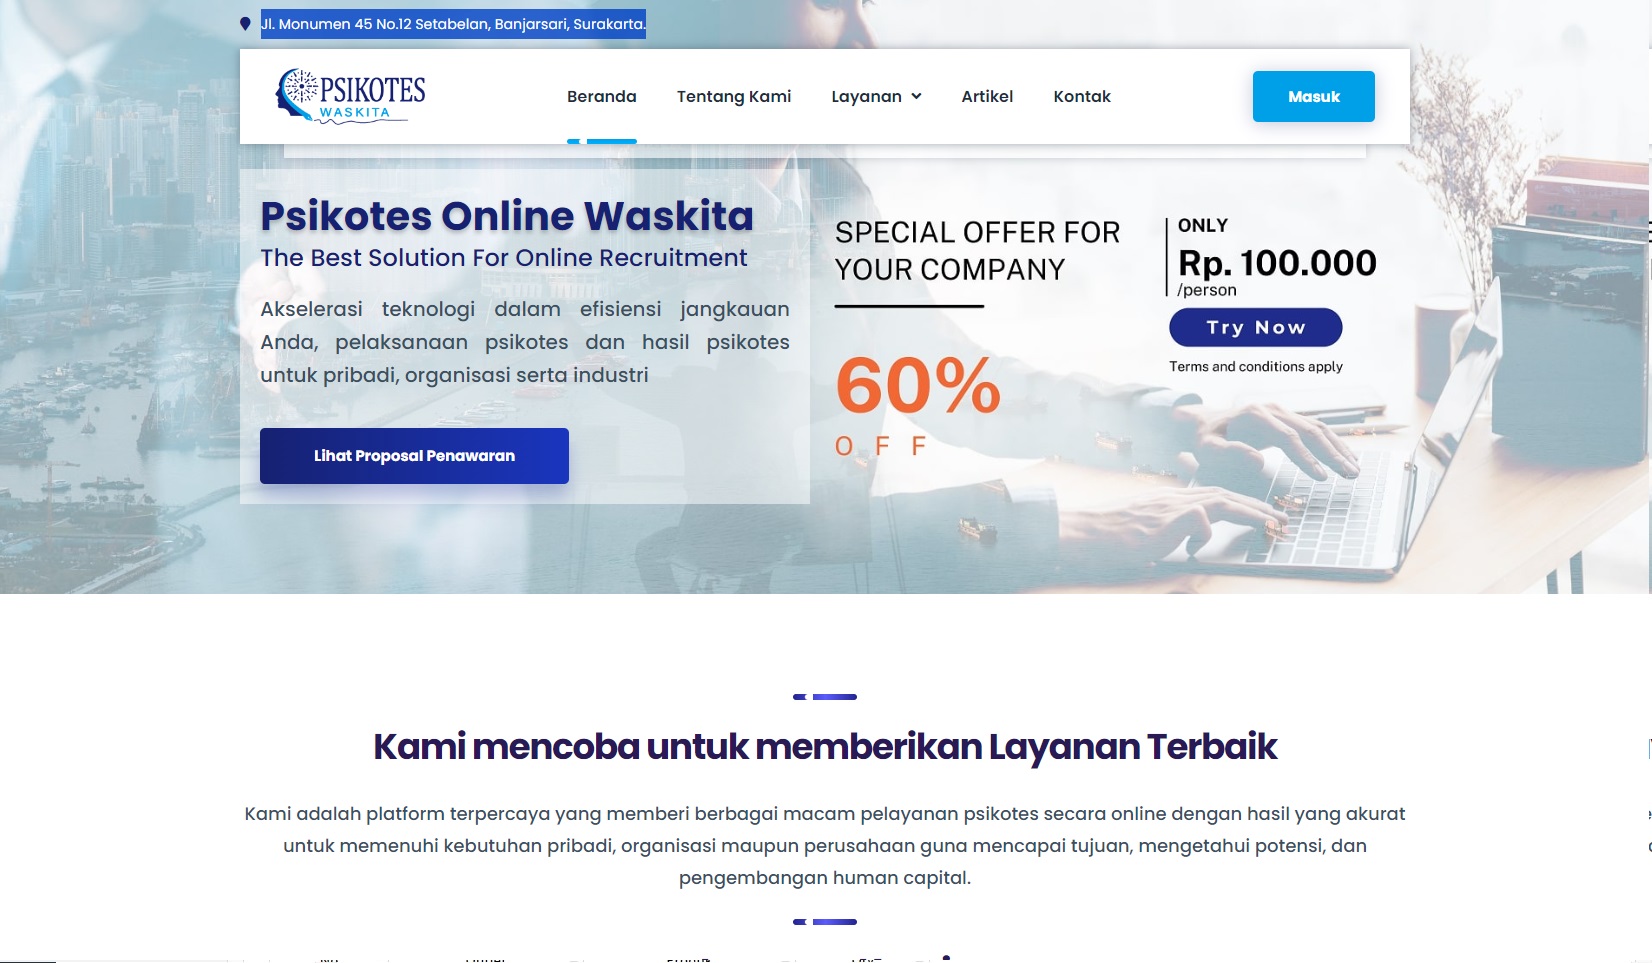 Jl. Monumen 45 No.12 Setabelan, Banjarsari, Surakarta.
PSIKOTES
WASKITA
Beranda
Tentang Kami
Layanan
Artikel
Kontak
Masuk
Psikotes Online Waskita
The Best Solution For Online Recruitment
Akselerasi teknologi dalam efisiensi jangkauan
Anda, pelaksanaan psikotes dan hasil psikotes
untuk pribadi, organisasi serta industri
Lihat Proposal Penawaran
SPECIAL OFFER FOR
YOUR COMPANY
60%
OFF
ONLY
Rp. 100.000
/person
Try Now
Terms and conditions apply
Kami mencoba untuk memberikan Layanan Terbaik
Kami adalah platform terpercaya yang memberi berbagai macam pelayanan psikotes secara online dengan hasil yang akurat
untuk memenuhi kebutuhan pribadi, organisasi maupun perusahaan guna mencapai tujuan, mengetahui potensi, dan
pengembangan human capital.